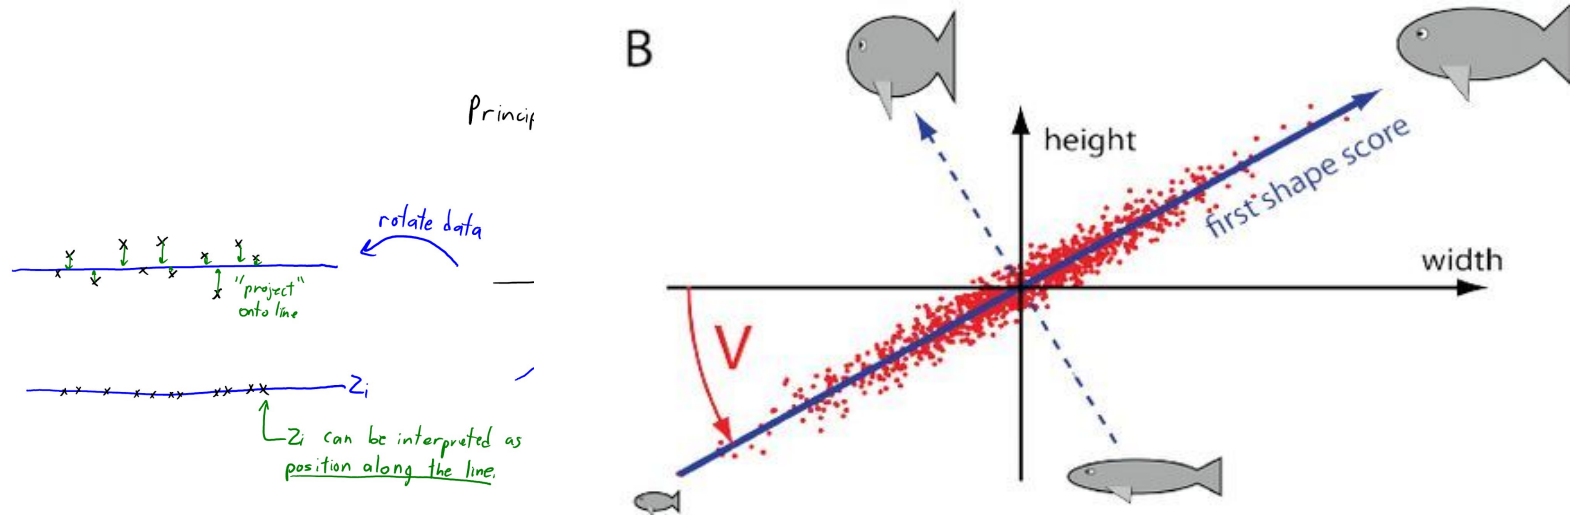 Princip
rotate data
"project"
onto line
Zi
Zi can be interpreted as
position along the line.
B
height
first shape score
width
V